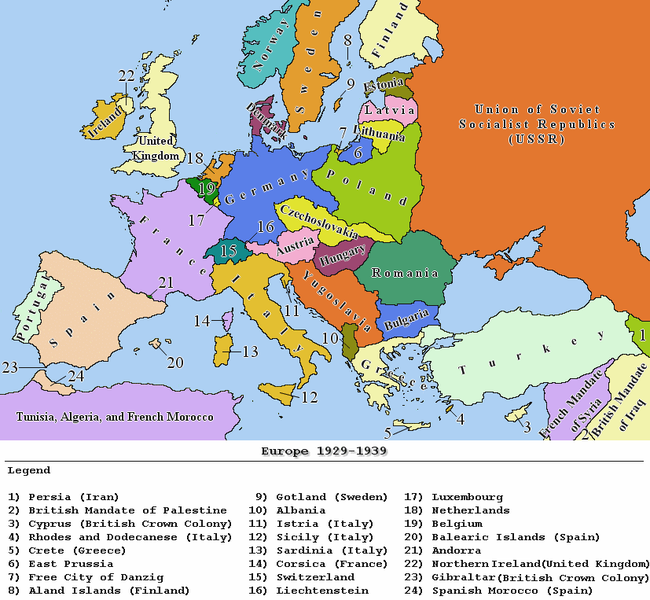 Norway
Sweden
Finland
8
9
22
Estonia
Latvia
Lithuania
Union of Soviet
Socialist Republics
(USSR)
Ireland
United
Kingdom
Denmark
7
6
18
19
Germany
Poland
17
16
Czechoslovakia
France
15
Austria
Hungary
Romania
21
Italy
Yugoslavia
11
Bulgaria
Portugal
Spain
14
13
10
Greece
Turkey
1
23
24
20
12
5
4
3
2
French Mandate
of Syria
British Mandate
of Iraq
Tunisia, Algeria, and French Morocco
Europe 1929-1939
Legend
1) Persia (Iran)
2) British Mandate of Palestine
3) Cyprus (British Crown Colony)
4) Rhodes and Dodecanese (Italy)
5) Crete (Greece)
6) East Prussia
7) Free City of Danzig
8) Aland Islands (Finland)
9) Gotland (Sweden)
10) Albania
11) Istria (Italy)
12) Sicily (Italy)
13) Sardinia (Italy)
14) Corsica (France)
15) Switzerland
16) Liechtenstein
17) Luxembourg
18) Netherlands
19) Belgium
20) Balearic Islands (Spain)
21) Andorra
22) Northern Ireland(United Kingdom)
23) Gibraltar(British Crown Colony)
24) Spanish Morocco (Spain)